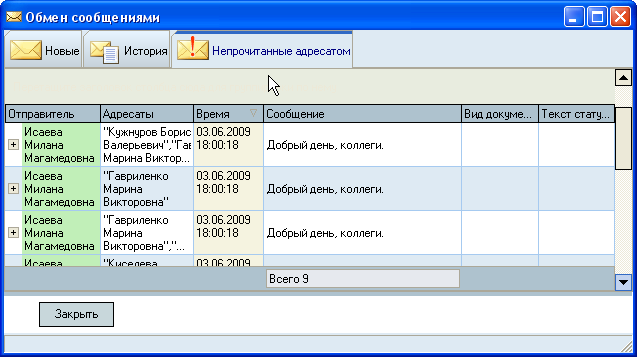 Обмен сообщениями
Новые История Непрочитанные адресатом
Отправитель Адресаты Время Сообщение Вид докуме... Текст стату...
Исаева "Кужнуров Борис 03.06.2009
Милана Валерьевич","Гав 18:00:18 Добрый день, коллеги.
Магамедовна Марина Виктор...
Исаева "Гавриленко 03.06.2009
Милана Марина 18:00:18 Добрый день, коллеги.
Магамедовна Викторовна"
Исаева "Гавриленко 03.06.2009
Милана Марина 18:00:18 Добрый день, коллеги.
Магамедовна Викторовна","...
Исаева "Киселева 03.06.2009
Всего 9
Закрыть